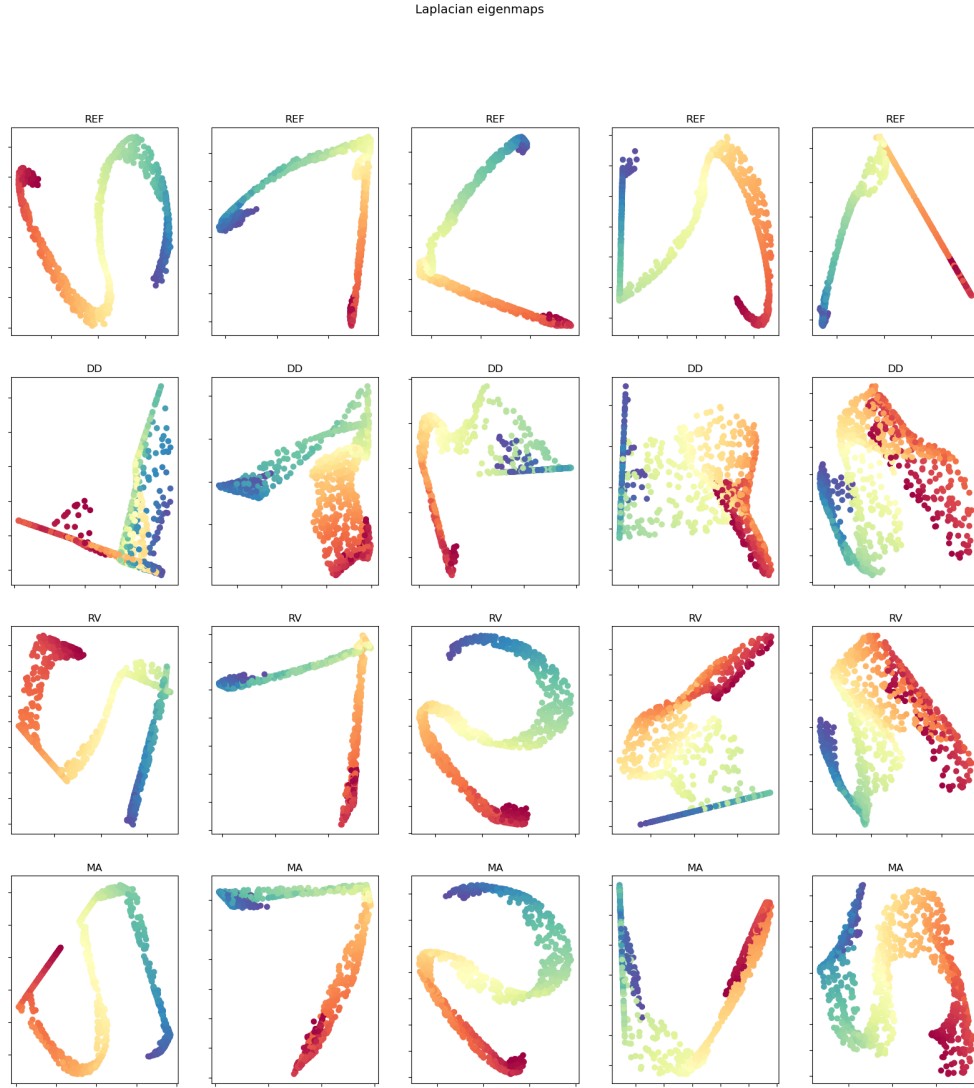 Laplacian eigenmaps
REF REF REF REF REF
DD DD DD DD DD
RV RV RV RV RV
MA MA MA MA MA